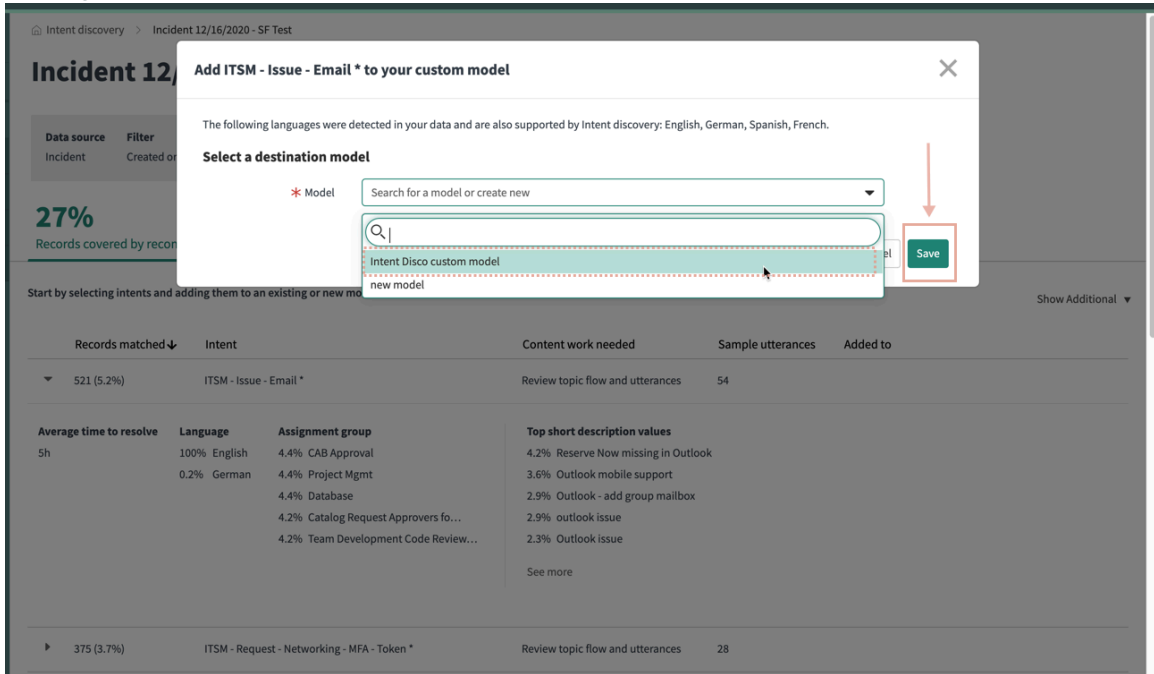 Intent discovery > Incident 12/16/2020 - SF Test
Incident 12/
Add ITSM - Issue - Email * to your custom model
The following languages were detected in your data and are also supported by Intent discovery: English, German, Spanish, French.
Data source Filter
Incident Created on
Select a destination model
* Model Search for a model or create new
27%
Records covered by recon
Intent Disco custom model
el Save
new model
Start by selecting intents and adding them to an existing or new mo
Show Additional
Records matched Intent Content work needed Sample utterances Added to
521 (5.2%) ITSM - Issue - Email * Review topic flow and utterances 54
Average time to resolve Language Assignment group Top short description values
5h 100% English 4.4% CAB Approval 4.2% Reserve Now missing in Outlook
0.2% German 4.4% Project Mgmt 3.6% Outlook mobile support
4.4% Database 2.9% Outlook - add group mailbox
4.2% Catalog Request Approvers fo... 2.9% outlook issue
4.2% Team Development Code Review... 2.3% Outlook issue
See more
375 (3.7%) ITSM - Request - Networking - MFA - Token * Review topic flow and utterances 28